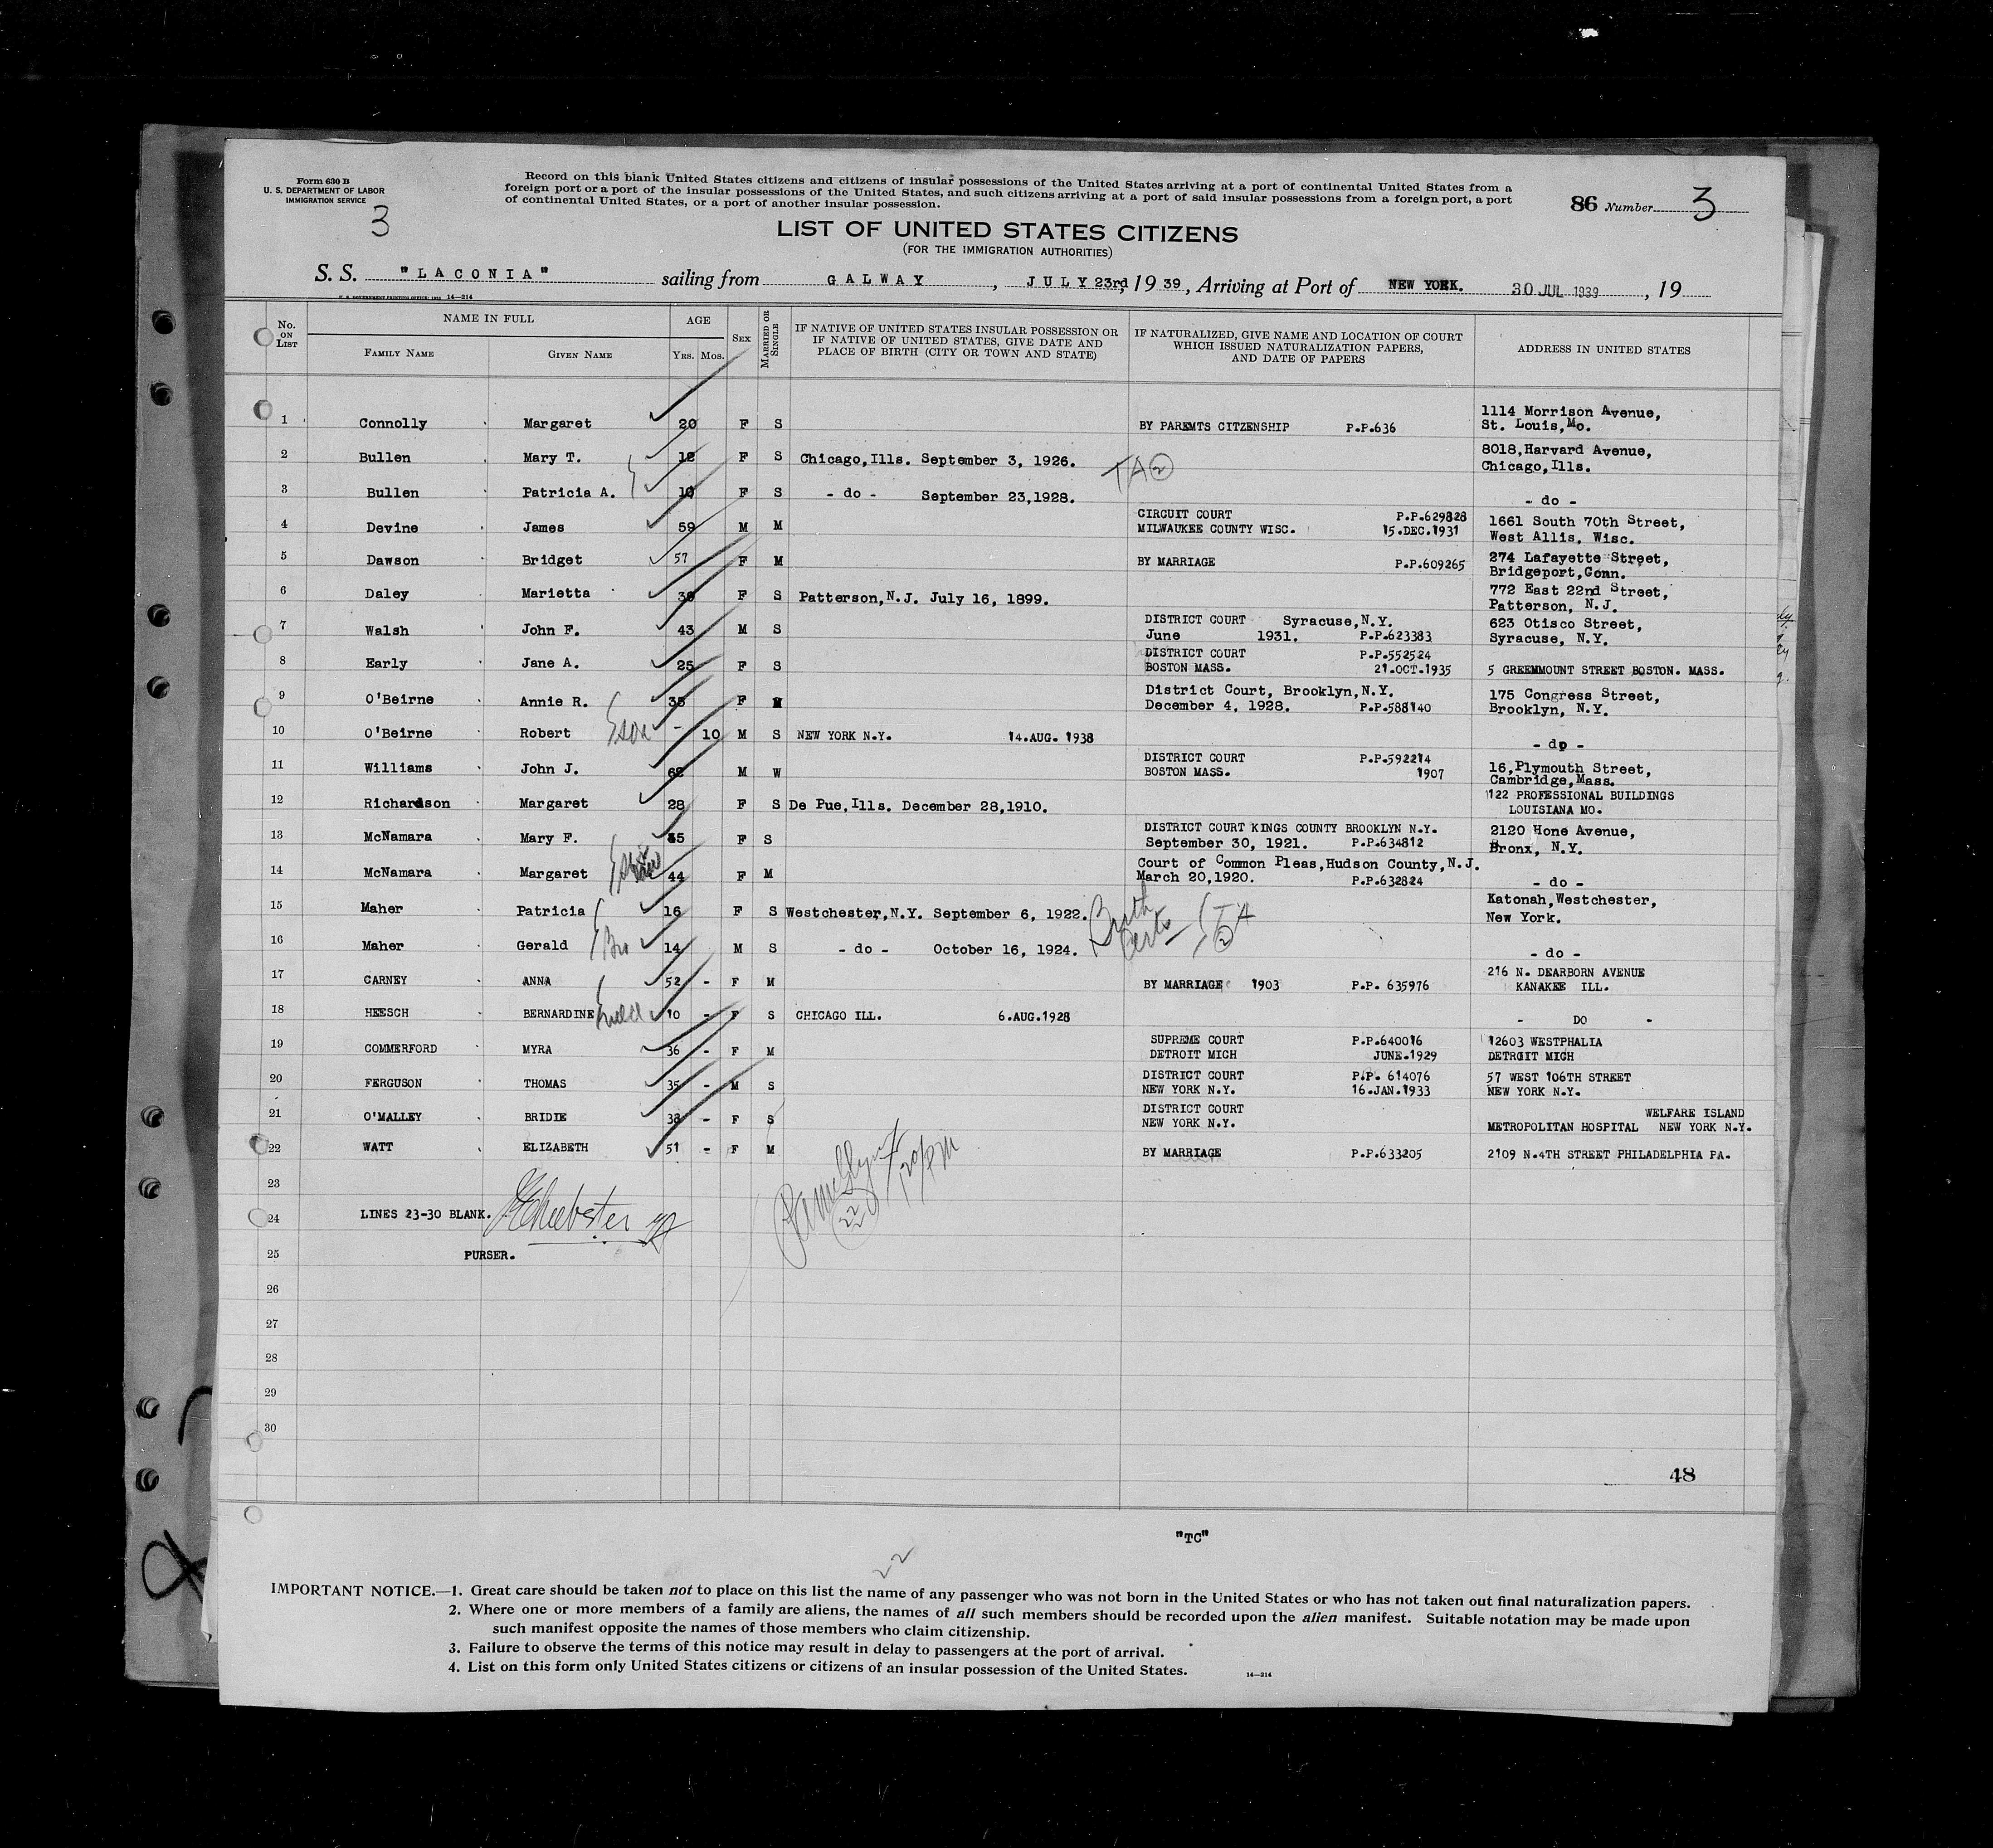 Form 630 B
U. S. DEPARTMENT OF LABOR
IMMIGRATION SERVICE
3
Record on this blank United States citizens and citizens of insular possessions of the United States arriving at a port of continental United States from a
foreign port or a port of the insular possessions of the United States, and such citizens arriving at a port of said insular possessions from a foreign port, a port
of continental United States, or a port of another insular possession.
86 Number 3
LIST OF UNITED STATES CITIZENS
(FOR THE IMMIGRATION AUTHORITIES)
S. S. "LACONIA" sailing from GALWAY, JULY 23rd, 1939, Arriving at Port of NEW YORK. 30 JUL 1939, 19
U. S. GOVERNMENT PRINTING OFFICE 14—214
No. ON LIST
NAME IN FULL
FAMILY NAME
GIVEN NAME
AGE
YRS. MOS.
SEX
MARRIED OR SINGLE
IF NATIVE OF UNITED STATES INSULAR POSSESSION OR
IF NATIVE OF UNITED STATES, GIVE DATE AND
PLACE OF BIRTH (CITY OR TOWN AND STATE)
IF NATURALIZED, GIVE NAME AND LOCATION OF COURT
WHICH ISSUED NATURALIZATION PAPERS,
AND DATE OF PAPERS
ADDRESS IN UNITED STATES
1 Connolly Margaret 20 F S BY PAREMTS CITZENSHIP P.P.636 1114 Morrison Avenue,
St. Louis, Mo.
2 Bullen Mary T. 12 F S Chicago,Ills. September 3, 1926. TA 2 8018,Harvard Avenue,
Chicago,Ills.
3 Bullen Patricia A. 10 F S - do - September 23,1928. - do -
4 Devine James 59 M M CIRCUIT COURT P.P.629828 1661 South 70th Street,
MILWAUKEE COUNTY WISC. 15.DEC.1931 West Allis, Wisc.
5 Dawson Bridget 57 F M BY MARRIAGE P.P.609265 274 Lafayette Street,
Bridgeport,Conn.
6 Daley Marietta F S Patterson,N.J. July 16, 1899. 772 East 22nd Street,
Patterson, N.J.
7 Walsh John F. 43 M S DISTRICT COURT Syracuse,N.Y. 623 Otisco Street,
June 1931. P.P.623383 Syracuse, N.Y.
8 Early Jane A. 25 F S DISTRICT COURT P.P.552524
BOSTON MASS. 21.OCT.1935 5 GREEMMOUNT STREET BOSTON. MASS.
9 O'Beirne Annie R. 35 F District Court, Brooklyn,N.Y. 175 Congress Street,
December 4, 1928. P.P.588140 Brooklyn, N.Y.
10 O'Beirne Robert son - 10 M S NEW YORK N.Y. 14.AUG. 1938 - do -
11 Williams John J. 62 M W DISTRICT COURT P.P.592214 16,Plymouth Street,
BOSTON MASS. 1907 Cambridge,Mass.
12 Richardson Margaret 28 F S De Pue,Ills. December 28,1910. 1122 PROFESSIONAL BUILDINGS
LOUISIANA MO.
13 McNamara Mary F. 45 F S DISTRICT COURT KINGS COUNTY BROOKLYN N.Y. 2120 Hone Avenue,
September 30, 1921. P.P.634812 Bronx, N.Y.
14 McNamara Margaret 44 F M Court of Common Pleas,Hudson County,N.J.
March 20,1920. P.P.632824 - do -
15 Maher Patricia 16 F S Westchester,N.Y. September 6, 1922. Birth Certs TA 2 Katonah,Westchester,
New York.
16 Maher Gerald Bro 14 M S - do - October 16, 1924. - do -
17 CARNEY ANNA 52 - F M BY MARRIAGE 1903 P.P. 635976 216 N. DEARBORN AVENUE
KANAKEE ILL.
18 HEESCH BERNARDINE 10 - F S CHICAGO ILL. 6.AUG.1928 - DO -
19 COMMERFORD MYRA 36 - F M SUPREME COURT P.P.640016 12603 WESTPHALIA
DETROIT MICH JUNE.1929 DETROIT MICH
20 FERGUSON THOMAS 35 - M S DISTRICT COURT P.P. 614076 57 WEST 106TH STREET
NEW YORK N.Y. 16.JAN.1933 NEW YORK N.Y.
21 O'MALLEY BRIDIE 38 - F S DISTRICT COURT WELFARE ISLAND
NEW YORK N.Y. METROPOLITAN HOSPITAL NEW YORK N.Y.
22 WATT ELIZABETH 51 - F M BY MARRIAGE P.P.633205 2109 N.4TH STREET PHILADELPHIA PA.
23
24 LINES 23-30 BLANK.
22
25 PURSER.
26
27
28
29
30
48
"TC"
22
IMPORTANT NOTICE.—1. Great care should be taken not to place on this list the name of any passenger who was not born in the United States or who has not taken out final naturalization papers.
2. Where one or more members of a family are aliens, the names of all such members should be recorded upon the alien manifest. Suitable notation may be made upon
such manifest opposite the names of those members who claim citizenship.
3. Failure to observe the terms of this notice may result in delay to passengers at the port of arrival.
4. List on this form only United States citizens or citizens of an insular possession of the United States.
14—214